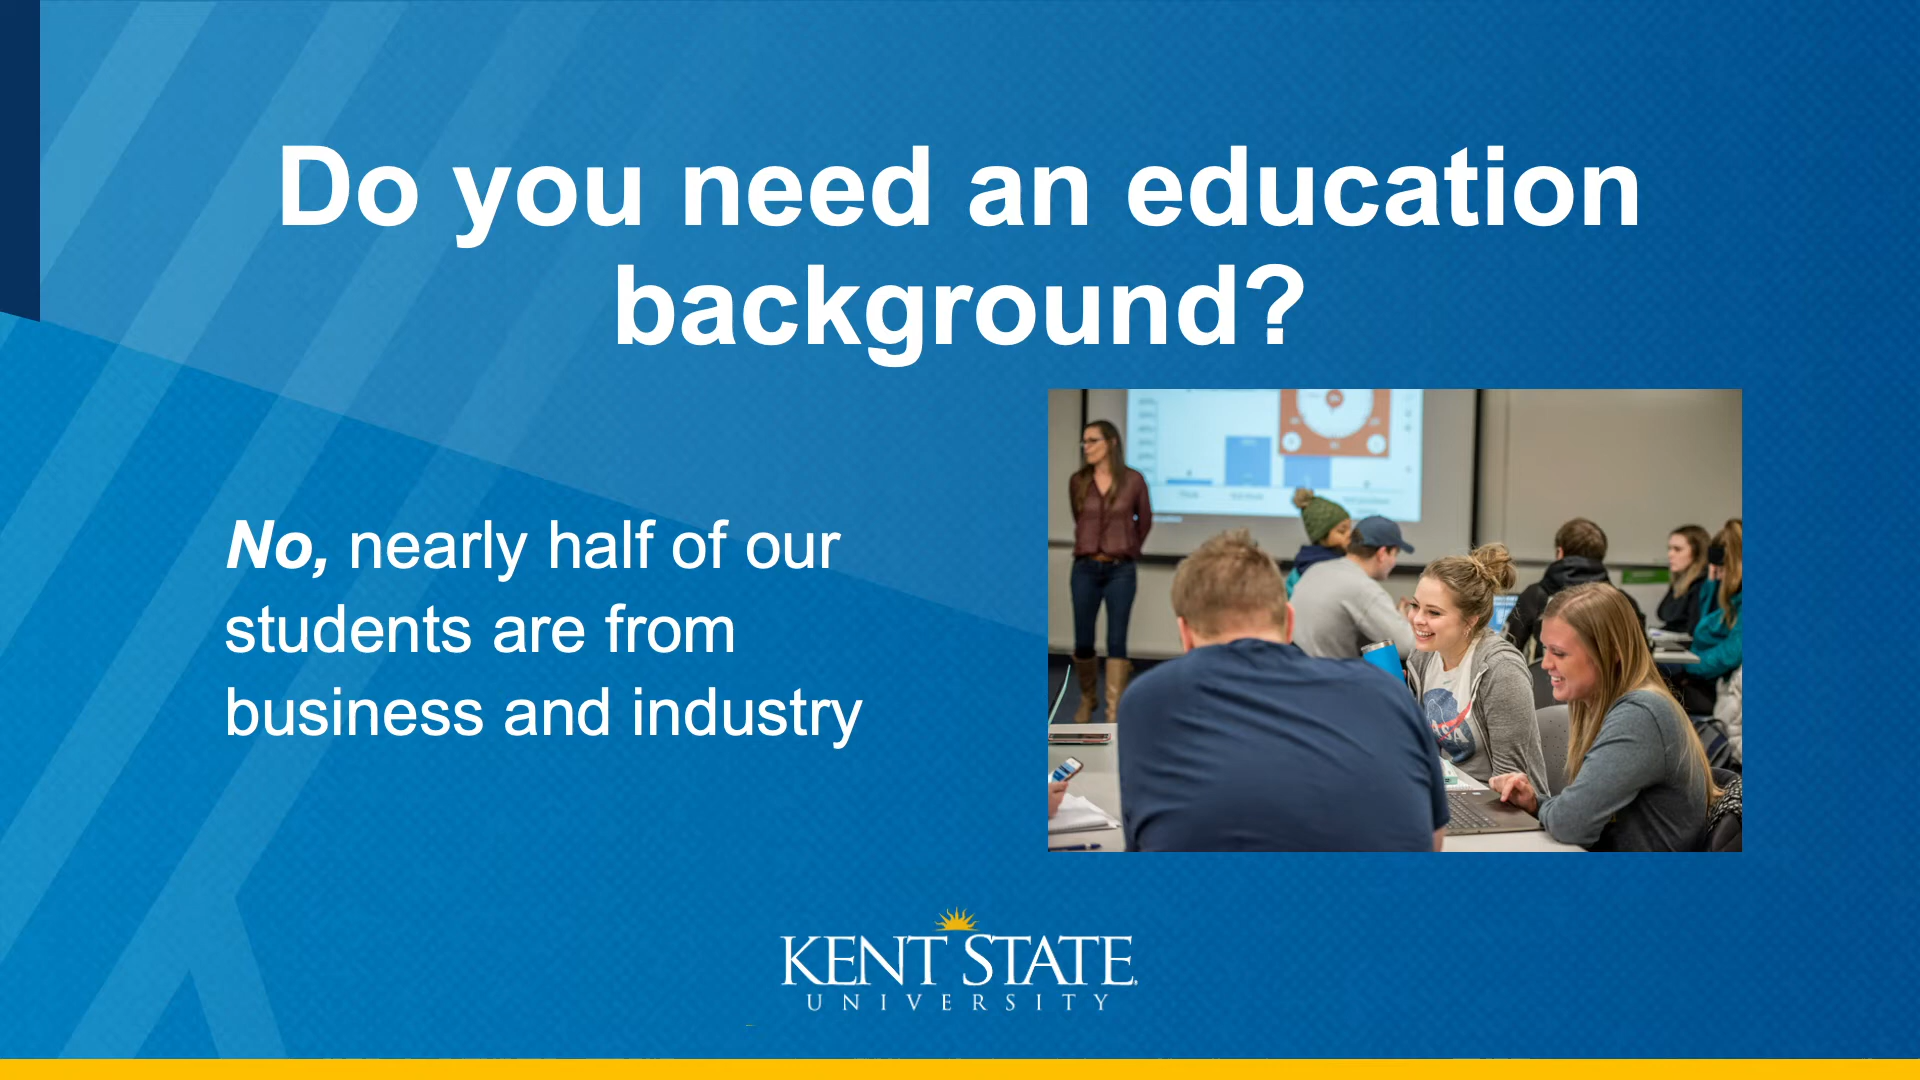 Do you need an education
background?
No, nearly half of our
students are from
business and industry
KENT STATE
UNIVERSITY